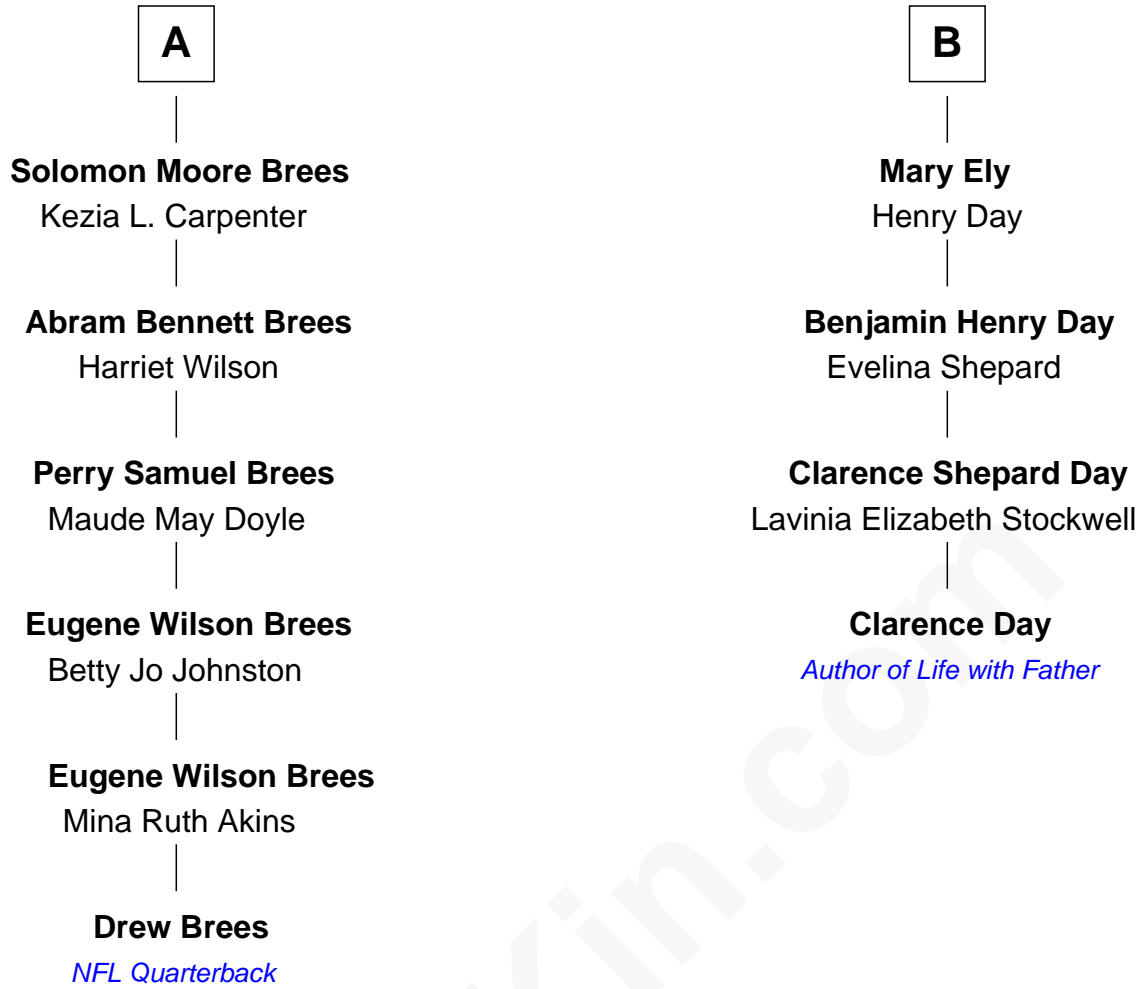 A
Solomon Moore Brees
Kezia L. Carpenter
Abram Bennett Brees
Harriet Wilson
Perry Samuel Brees
Maude May Doyle
Eugene Wilson Brees
Betty Jo Johnston
Eugene Wilson Brees
Mina Ruth Akins
Drew Brees
NFL Quarterback
B
Mary Ely
Henry Day
Benjamin Henry Day
Evelina Shepard
Clarence Shepard Day
Lavinia Elizabeth Stockwell
Clarence Day
Author of Life with Father
Kin.com